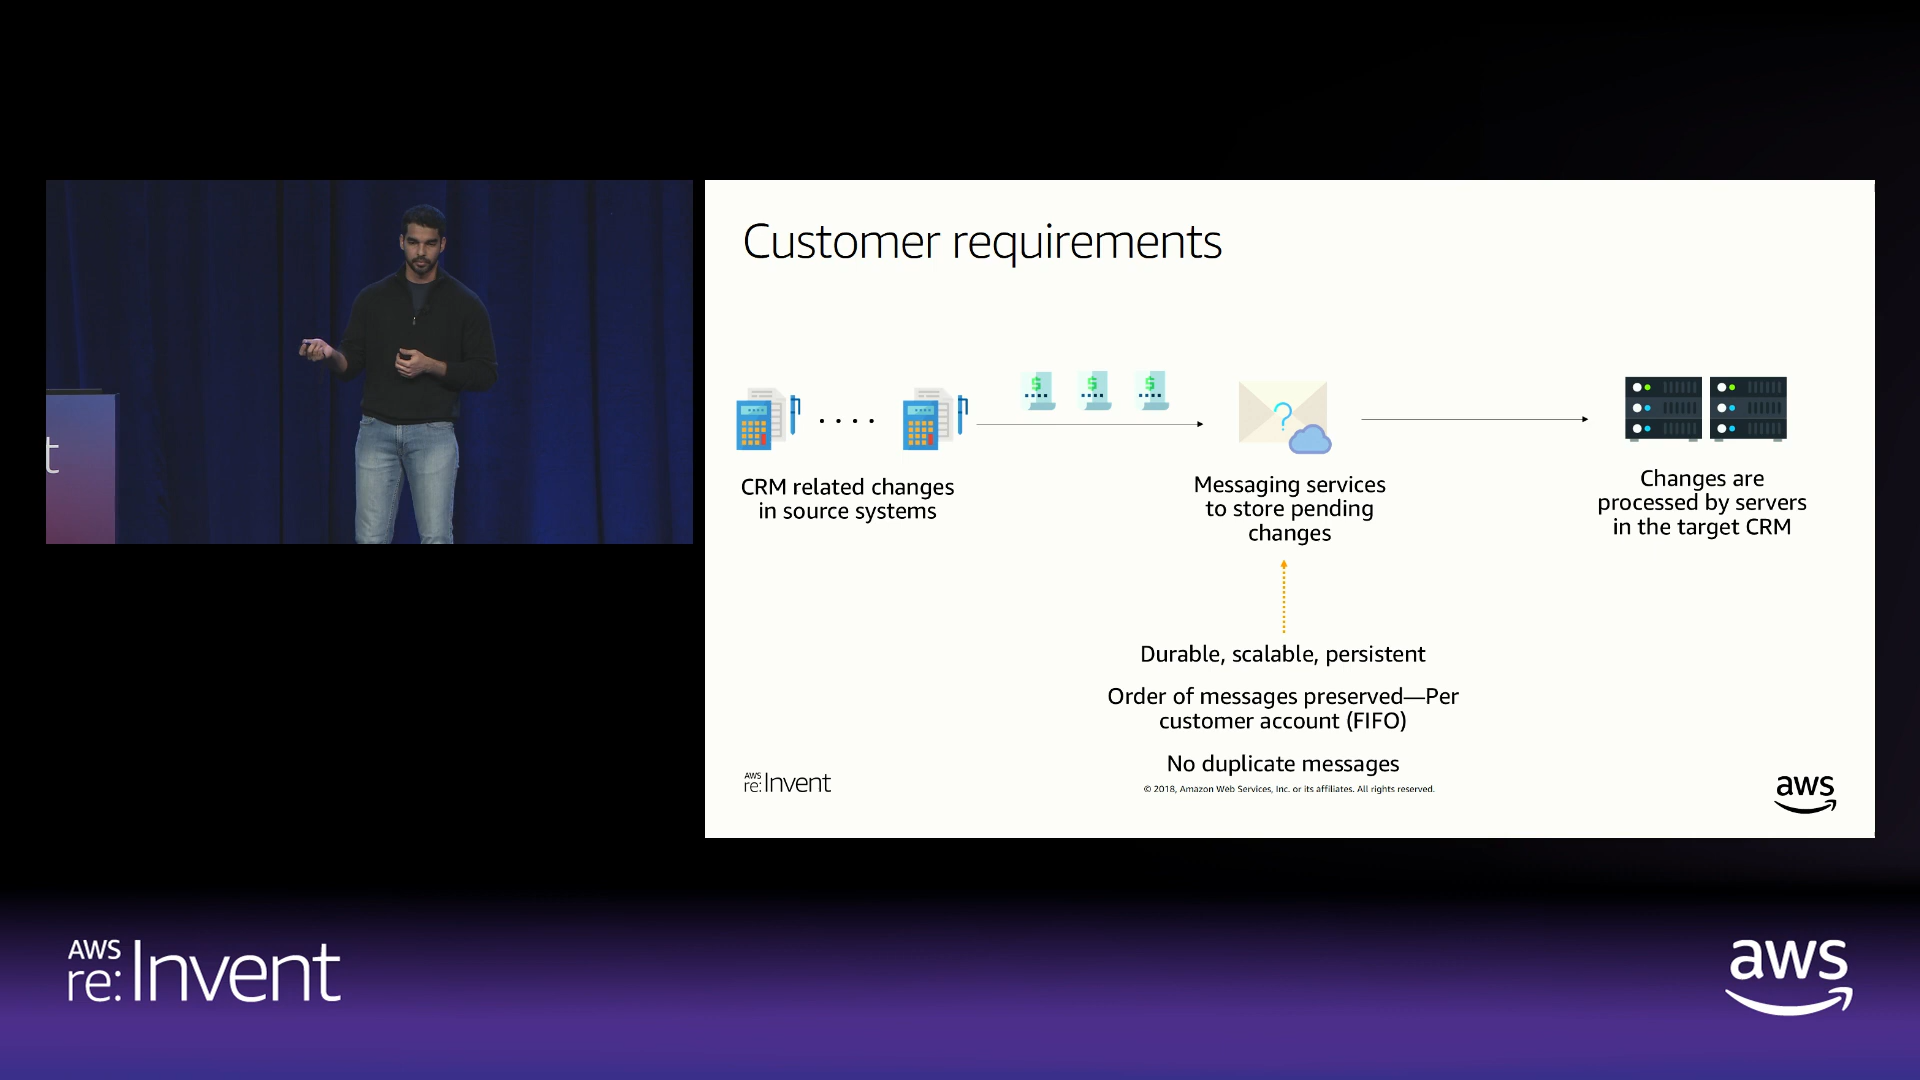 Customer requirements
CRM related changes
in source systems
Messaging services
to store pending
changes
Changes are
processed by servers
in the target CRM
Durable, scalable, persistent
Order of messages preserved—Per
customer account (FIFO)
No duplicate messages
© 2018, Amazon Web Services, Inc. or its affiliates. All rights reserved.
AWS
re:Invent
aws
t
AWS
re:Invent
aws